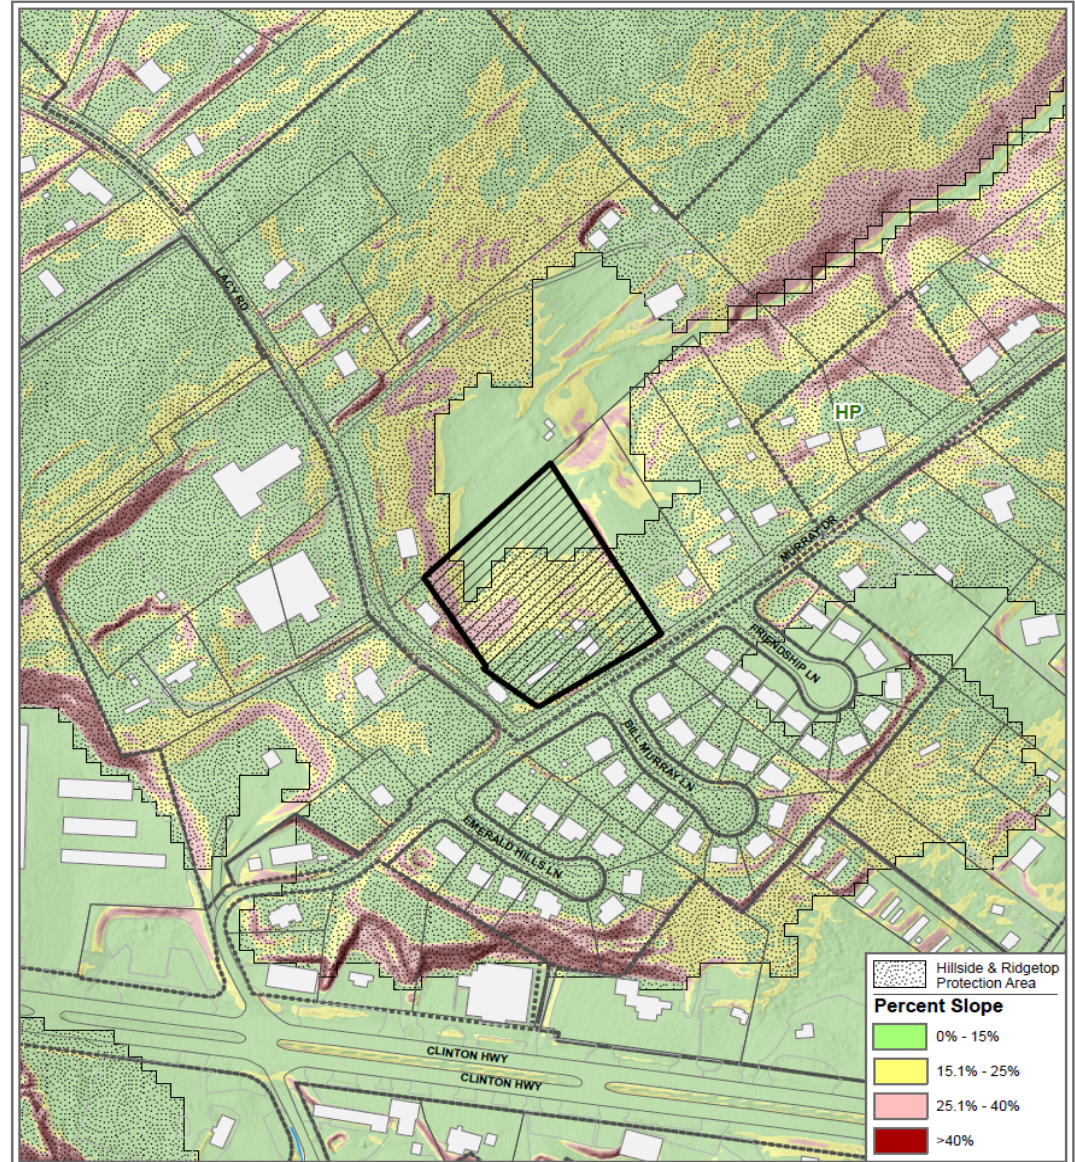 LACY RD
HP
MURRAY DR
FRIENDSHIP LN
BILL MURRAY LN
EMERALD HILLS LN
CLINTON HWY
CLINTON HWY
Hillside & Ridgetop
Protection Area
Percent Slope
0% - 15%
15.1% - 25%
25.1% - 40%
>40%